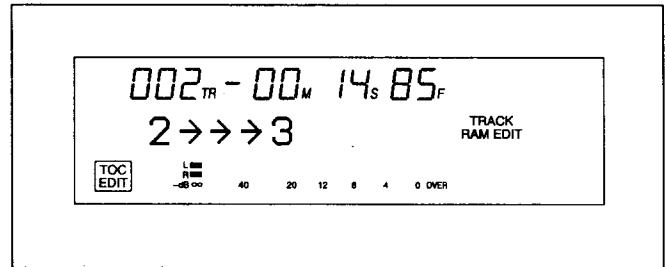 002TR - 00M 14S 85F
2→→→3
TRACK
RAM EDIT
TOC
EDIT
L
R
-dB ∞ 40 20 12 8 4 0 OVER